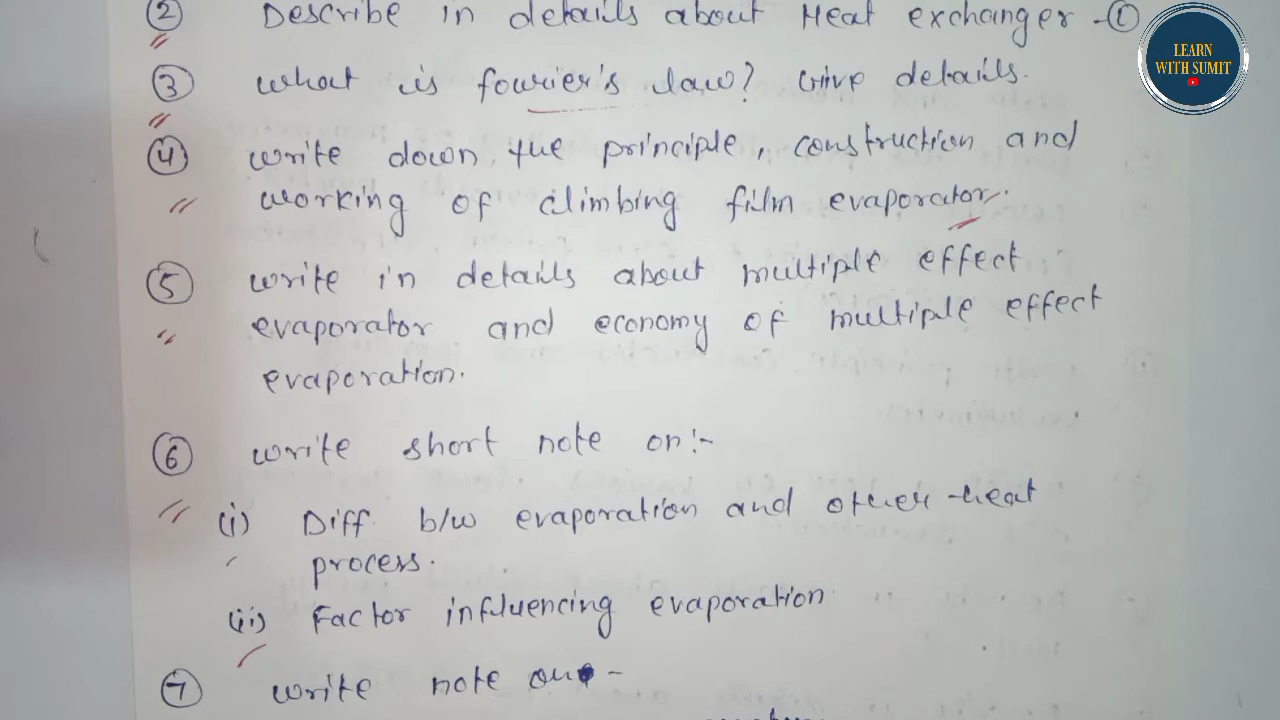 ② Describe in details about Heat exchanger -①
LEARN
WITH SUMIT
③ What is fourier's law? Give details.
④ Write down the principle, construction and
working of climbing film evaporator.
⑤ Write in details about multiple effect
evaporator and economy of multiple effect
evaporation.
⑥ Write short note on:-
(i) Diff. b/w evaporation and other heat
process.
(ii) Factor influencing evaporation
⑦ Write note on -